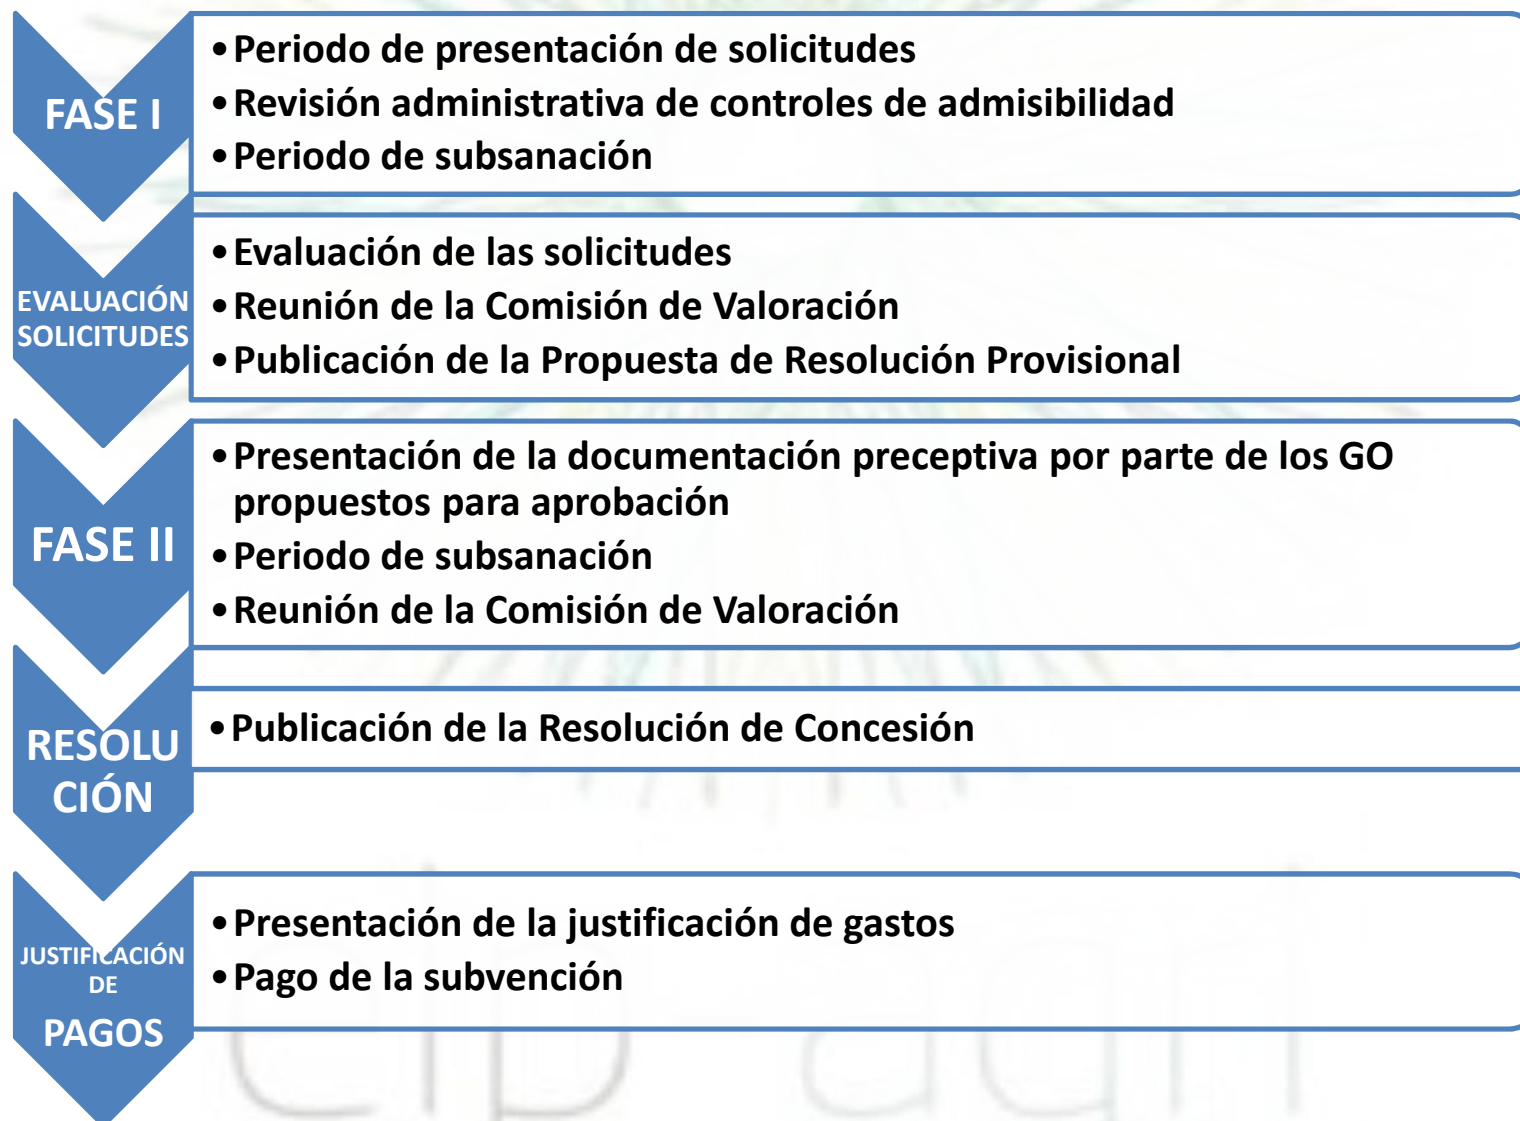 FASE I
• Periodo de presentación de solicitudes
• Revisión administrativa de controles de admisibilidad
• Periodo de subsanación
EVALUACIÓN
SOLICITUDES
• Evaluación de las solicitudes
• Reunión de la Comisión de Valoración
• Publicación de la Propuesta de Resolución Provisional
FASE II
• Presentación de la documentación preceptiva por parte de los GO
propuestos para aprobación
• Periodo de subsanación
• Reunión de la Comisión de Valoración
RESOLU
CIÓN
• Publicación de la Resolución de Concesión
JUSTIFICACIÓN
DE
PAGOS
• Presentación de la justificación de gastos
• Pago de la subvención
eip-agri